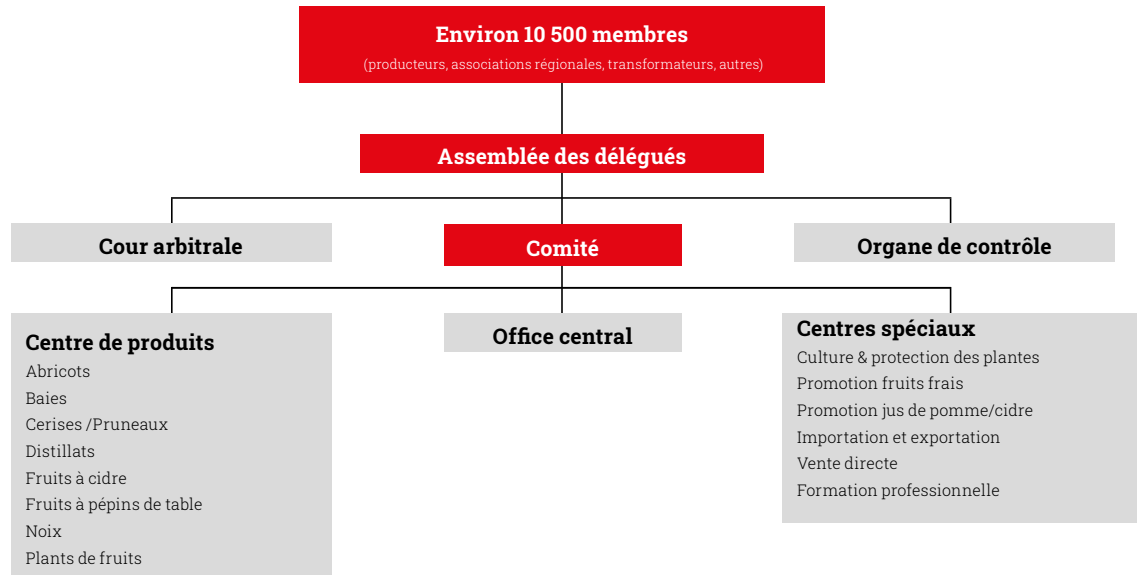 Environ 10 500 membres
(producteurs, associations régionales, transformateurs, autres)
Assemblée des délégués
Cour arbitrale
Comité
Organe de contrôle
Centre de produits
Abricots
Baies
Cerises /Pruneaux
Distillats
Fruits à cidre
Fruits à pépins de table
Noix
Plants de fruits
Office central
Centres spéciaux
Culture & protection des plantes
Promotion fruits frais
Promotion jus de pomme/cidre
Importation et exportation
Vente directe
Formation professionnelle